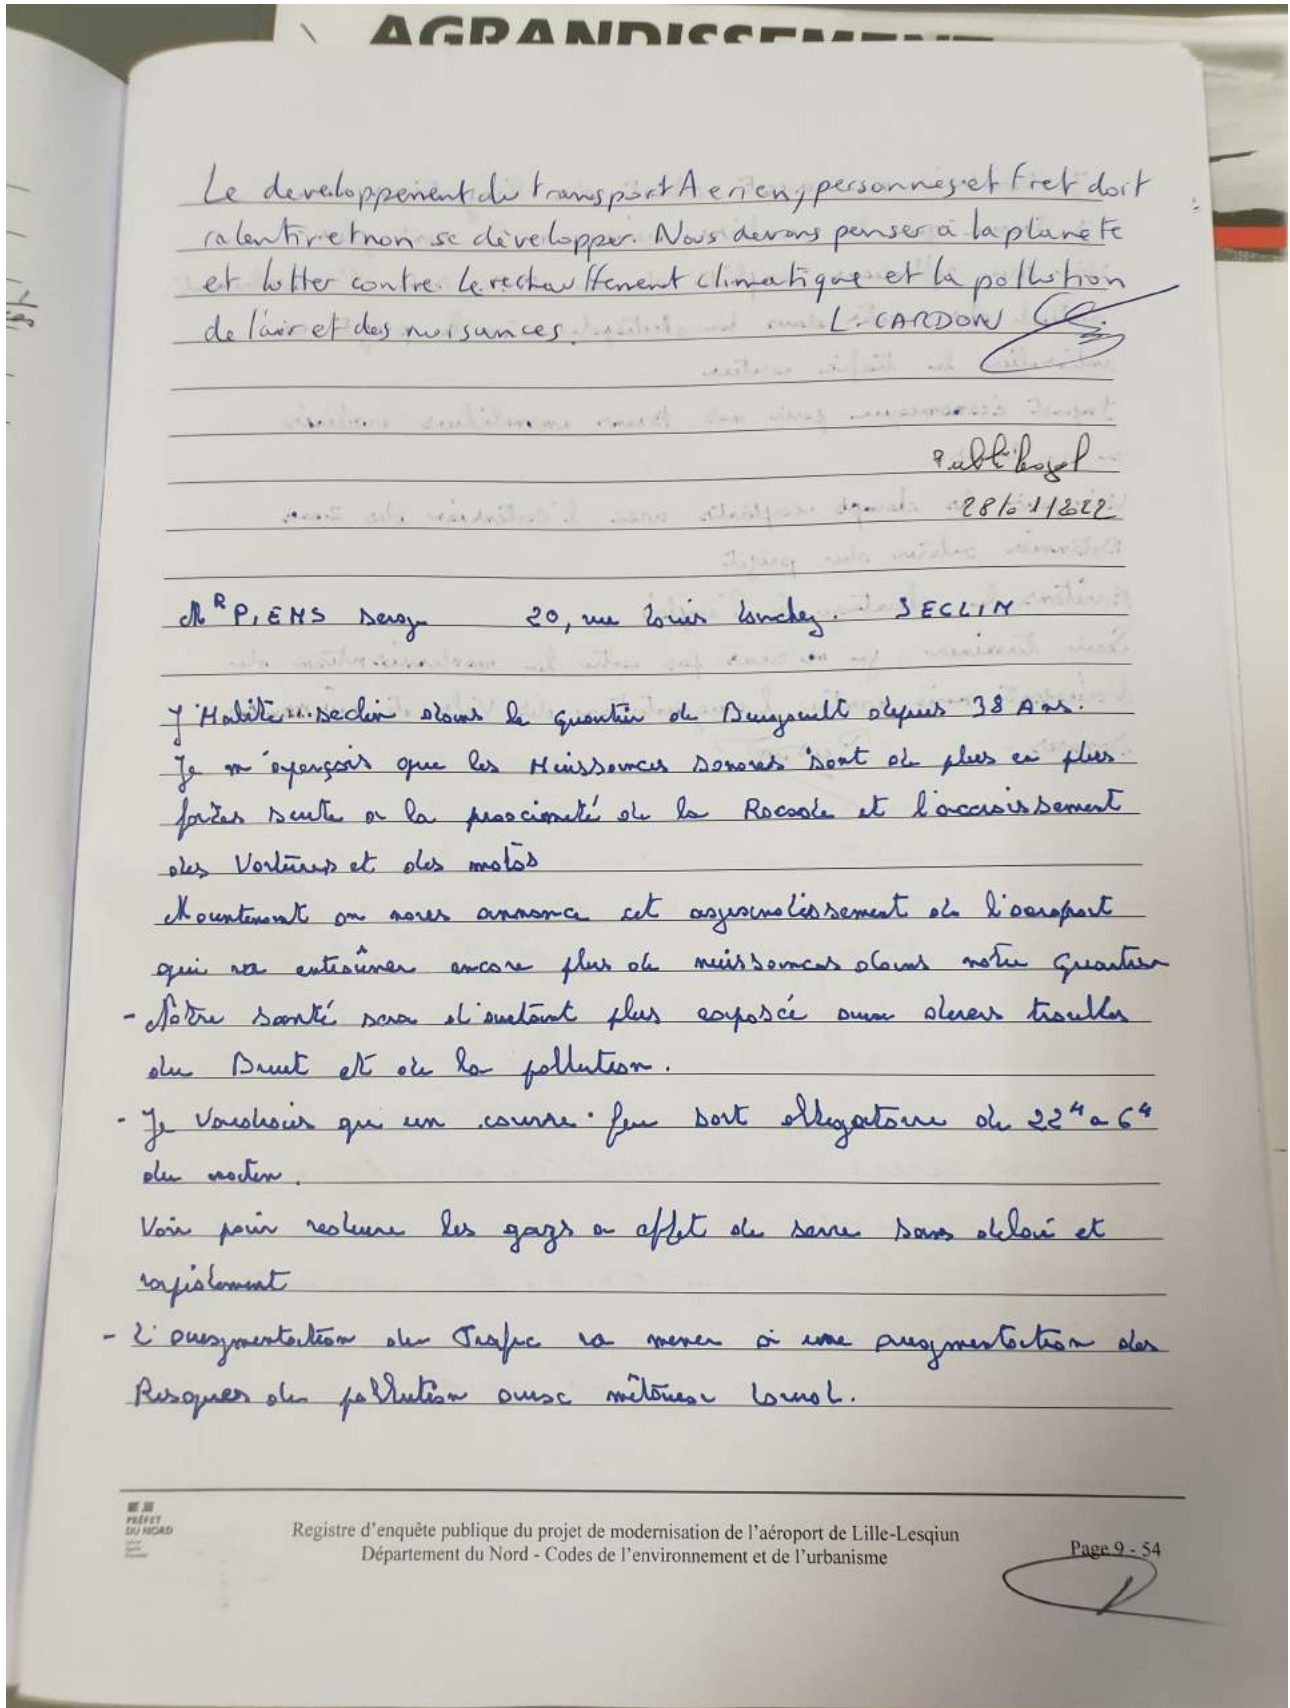 AGRANDISSEMENT
Le developpement du transport Aerien, personnes et Fret doit
ralentir et non se développer. Nous devons penser à la planète
et lutter contre le rechauffement climatique et la pollution
de l'air et des nuisances. L. CARDON
28/01/2022
MR PIENS Serge 20, rue Louis SECLIN
J'Habite Seclin dans le quartier de Burgault depuis 38 Ans.
Je m'aperçois que les Nuissances sonores sont de plus en plus
fortes suite a la proximité de la Rocade et l'accroissement
des Voitures et des motos
Maintenant on nous annonce cet agrandissement de l'aeroport
qui va entraîner encore plus de nuissances dans notre Quartier
- Notre santé sera d'autant plus exposée aux divers troubles
du Bruit et de la pollution.
- Je Voudrais qu un couvre-feu soit obligatoire de 22H a 6H
du matin.
Voir pour reduire les gazs a effet de serre sans delai et
rapidement
- L'augmentation du Trafic va mener à une augmentation des
Risques de pollution aux
PRÉFET
DU NORD
Registre d'enquête publique du projet de modernisation de l'aéroport de Lille-Lesqiun
Département du Nord - Codes de l'environnement et de l'urbanisme
Page 9 - 54